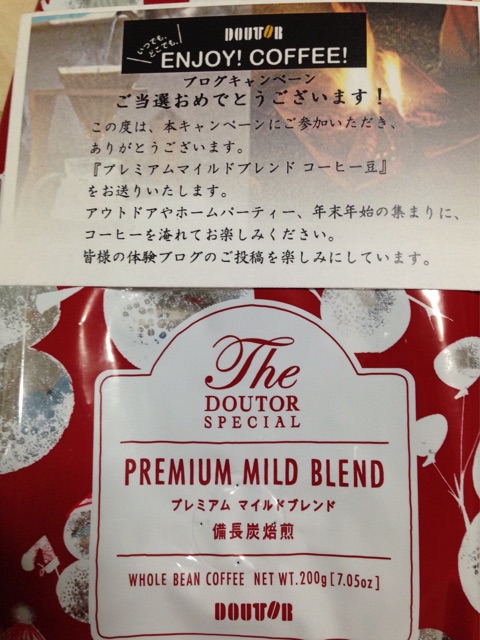 DOUTOR
いつでも、
どこでも、
ENJOY! COFFEE!
ブログキャンペーン
ご当選おめでとうございます！
この度は、本キャンペーンにご参加いただき、
ありがとうございます。
『プレミアムマイルドブレンド コーヒー豆』
をお送りいたします。
アウトドアやホームパーティー、年末年始の集まりに、
コーヒーを淹れてお楽しみください。
皆様の体験ブログのご投稿を楽しみにしています。
The
DOUTOR
SPECIAL
PREMIUM MILD BLEND
プレミアム マイルドブレンド
備長炭焙煎
WHOLE BEAN COFFEE NET WT.200g [7.05oz]
DOUTOR